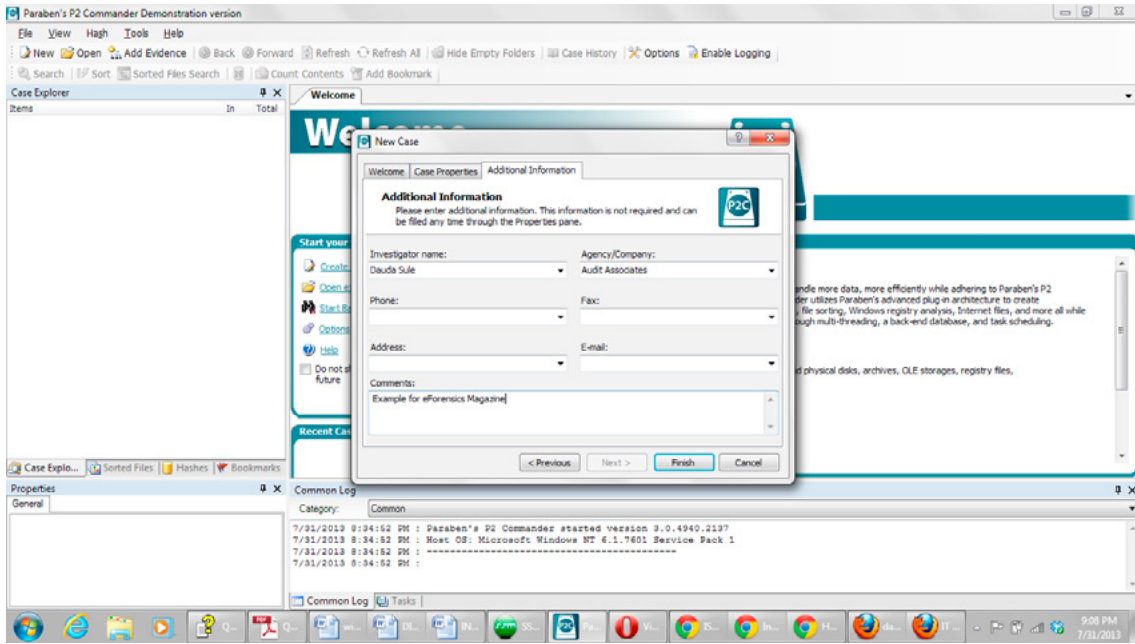 Paraben's P2 Commander Demonstration version
File View Hash Tools Help
New Open Add Evidence Back Forward Refresh Refresh All Hide Empty Folders Case History Options Enable Logging
Search Sort Sorted Files Search Count Contents Add Bookmark
Case Explorer
Items In Total
Welcome
New Case
Welcome Case Properties Additional Information
Additional Information
Please enter additional information. This information is not required and can
be filled any time through the Properties pane.
P2C
Investigator name: Agency/Company:
Dauda Sule Audit Associates
Phone: Fax:
Address: E-mail:
Comments:
Example for eForensics Magazine
< Previous Next > Finish Cancel
Start your
Create
Open e
Start Re
Options
Help
Do not s
future
Recent Cas
andle more data, more efficiently while adhering to Paraben's P2
der utilizes Paraben's advanced plug-in architecture to create
, file sorting, Windows registry analysis, Internet files, and more all while
ough multi-threading, a back-end database, and task scheduling.
d physical disks, archives, OLE storages, registry files,
Case Explo... Sorted Files Hashes Bookmarks
Properties
General
Common Log
Category: Common
7/31/2013 8:34:52 PM : Paraben's P2 Commander started version 3.0.4940.2137
7/31/2013 8:34:52 PM : Host OS: Microsoft Windows NT 6.1.7601 Service Pack 1
7/31/2013 8:34:52 PM : --------------------------------------------
7/31/2013 8:34:52 PM :
Common Log Tasks
9:06 PM
7/31/2013